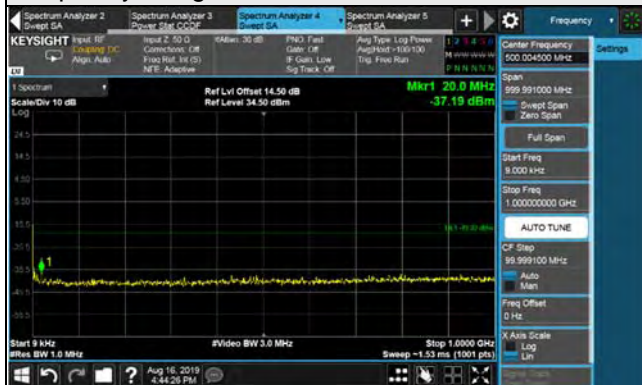 Spectrum Analyzer 2
Swept SA
Spectrum Analyzer 3
Power Stat CCDF
Spectrum Analyzer 4
Swept SA
Spectrum Analyzer 5
Swept SA
Frequency
KEYSIGHT
Input: RF
Coupling: DC
Align: Auto
Input Z: 50 Ω
Corrections: Off
Freq Ref: Int (S)
NFE: Adaptive
#Atten: 30 dB
PNO: Fast
Gate: Off
IF Gain: Low
Sig Track: Off
Avg Type: Log-Power
Avg|Hold:>100/100
Trig: Free Run
1 2 3 4 5 6
M W W W W W
P N N N N N
1 Spectrum
Scale/Div 10 dB
Log
Ref Lvl Offset 14.50 dB
Ref Level 34.50 dBm
Mkr1 20.0 MHz
-37.19 dBm
24.5
14.5
4.50
-5.50
-15.5
-25.5
-35.5
-45.5
-55.5
1
Start 9 kHz
#Res BW 1.0 MHz
#Video BW 3.0 MHz
Stop 1.0000 GHz
Sweep ~1.53 ms (1001 pts)
Aug 16, 2019
4:44:26 PM
Center Frequency
500.004500 MHz
Settings
Span
999.991000 MHz
Swept Span
Zero Span
Full Span
Start Freq
9.000 kHz
Stop Freq
1.000000000 GHz
AUTO TUNE
CF Step
99.999100 MHz
Auto
Man
Freq Offset
0 Hz
X Axis Scale
Log
Lin